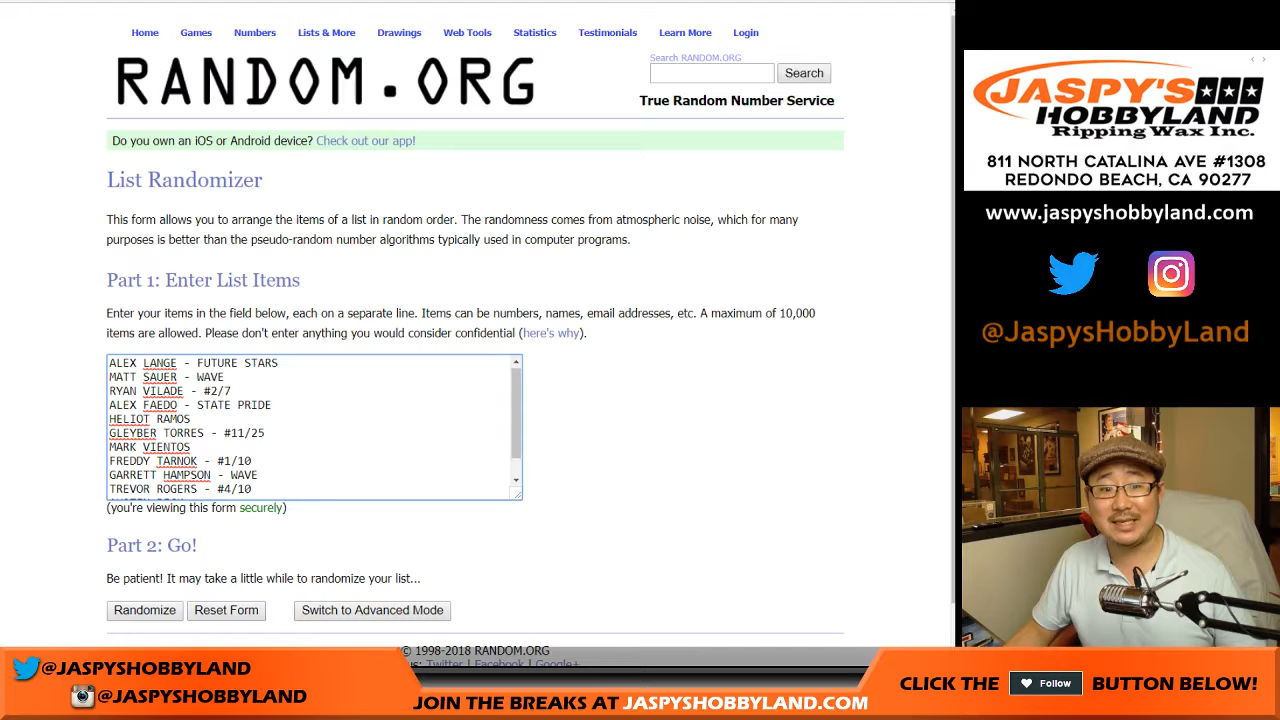 Home Games Numbers Lists & More Drawings Web Tools Statistics Testimonials Learn More Login
RANDOM.ORG
Search RANDOM.ORG
Search
True Random Number Service
Do you own an iOS or Android device? Check out our app!
List Randomizer
This form allows you to arrange the items of a list in random order. The randomness comes from atmospheric noise, which for many
purposes is better than the pseudo-random number algorithms typically used in computer programs.
Part 1: Enter List Items
Enter your items in the field below, each on a separate line. Items can be numbers, names, email addresses, etc. A maximum of 10,000
items are allowed. Please don't enter anything you would consider confidential (here's why).
ALEX LANGE - FUTURE STARS
MATT SAUER - WAVE
RYAN VILADE - #2/7
ALEX FAEDO - STATE PRIDE
HELIOT RAMOS
GLEYBER TORRES - #11/25
MARK VIENTOS
FREDDY TARNOK - #1/10
GARRETT HAMPSON - WAVE
TREVOR ROGERS - #4/10
(you're viewing this form securely)
Part 2: Go!
Be patient! It may take a little while to randomize your list...
Randomize Reset Form Switch to Advanced Mode
© 1998-2018 RANDOM.ORG
Twitter | Facebook | Google+
JASPY'S
HOBBYLAND
Ripping Wax Inc.
811 NORTH CATALINA AVE #1308
REDONDO BEACH, CA 90277
www.jaspyshobbyland.com
@JaspysHobbyLand
@JASPYSHOBBYLAND
@JASPYSHOBBYLAND
JOIN THE BREAKS AT JASPYSHOBBYLAND.COM
CLICK THE Follow BUTTON BELOW!